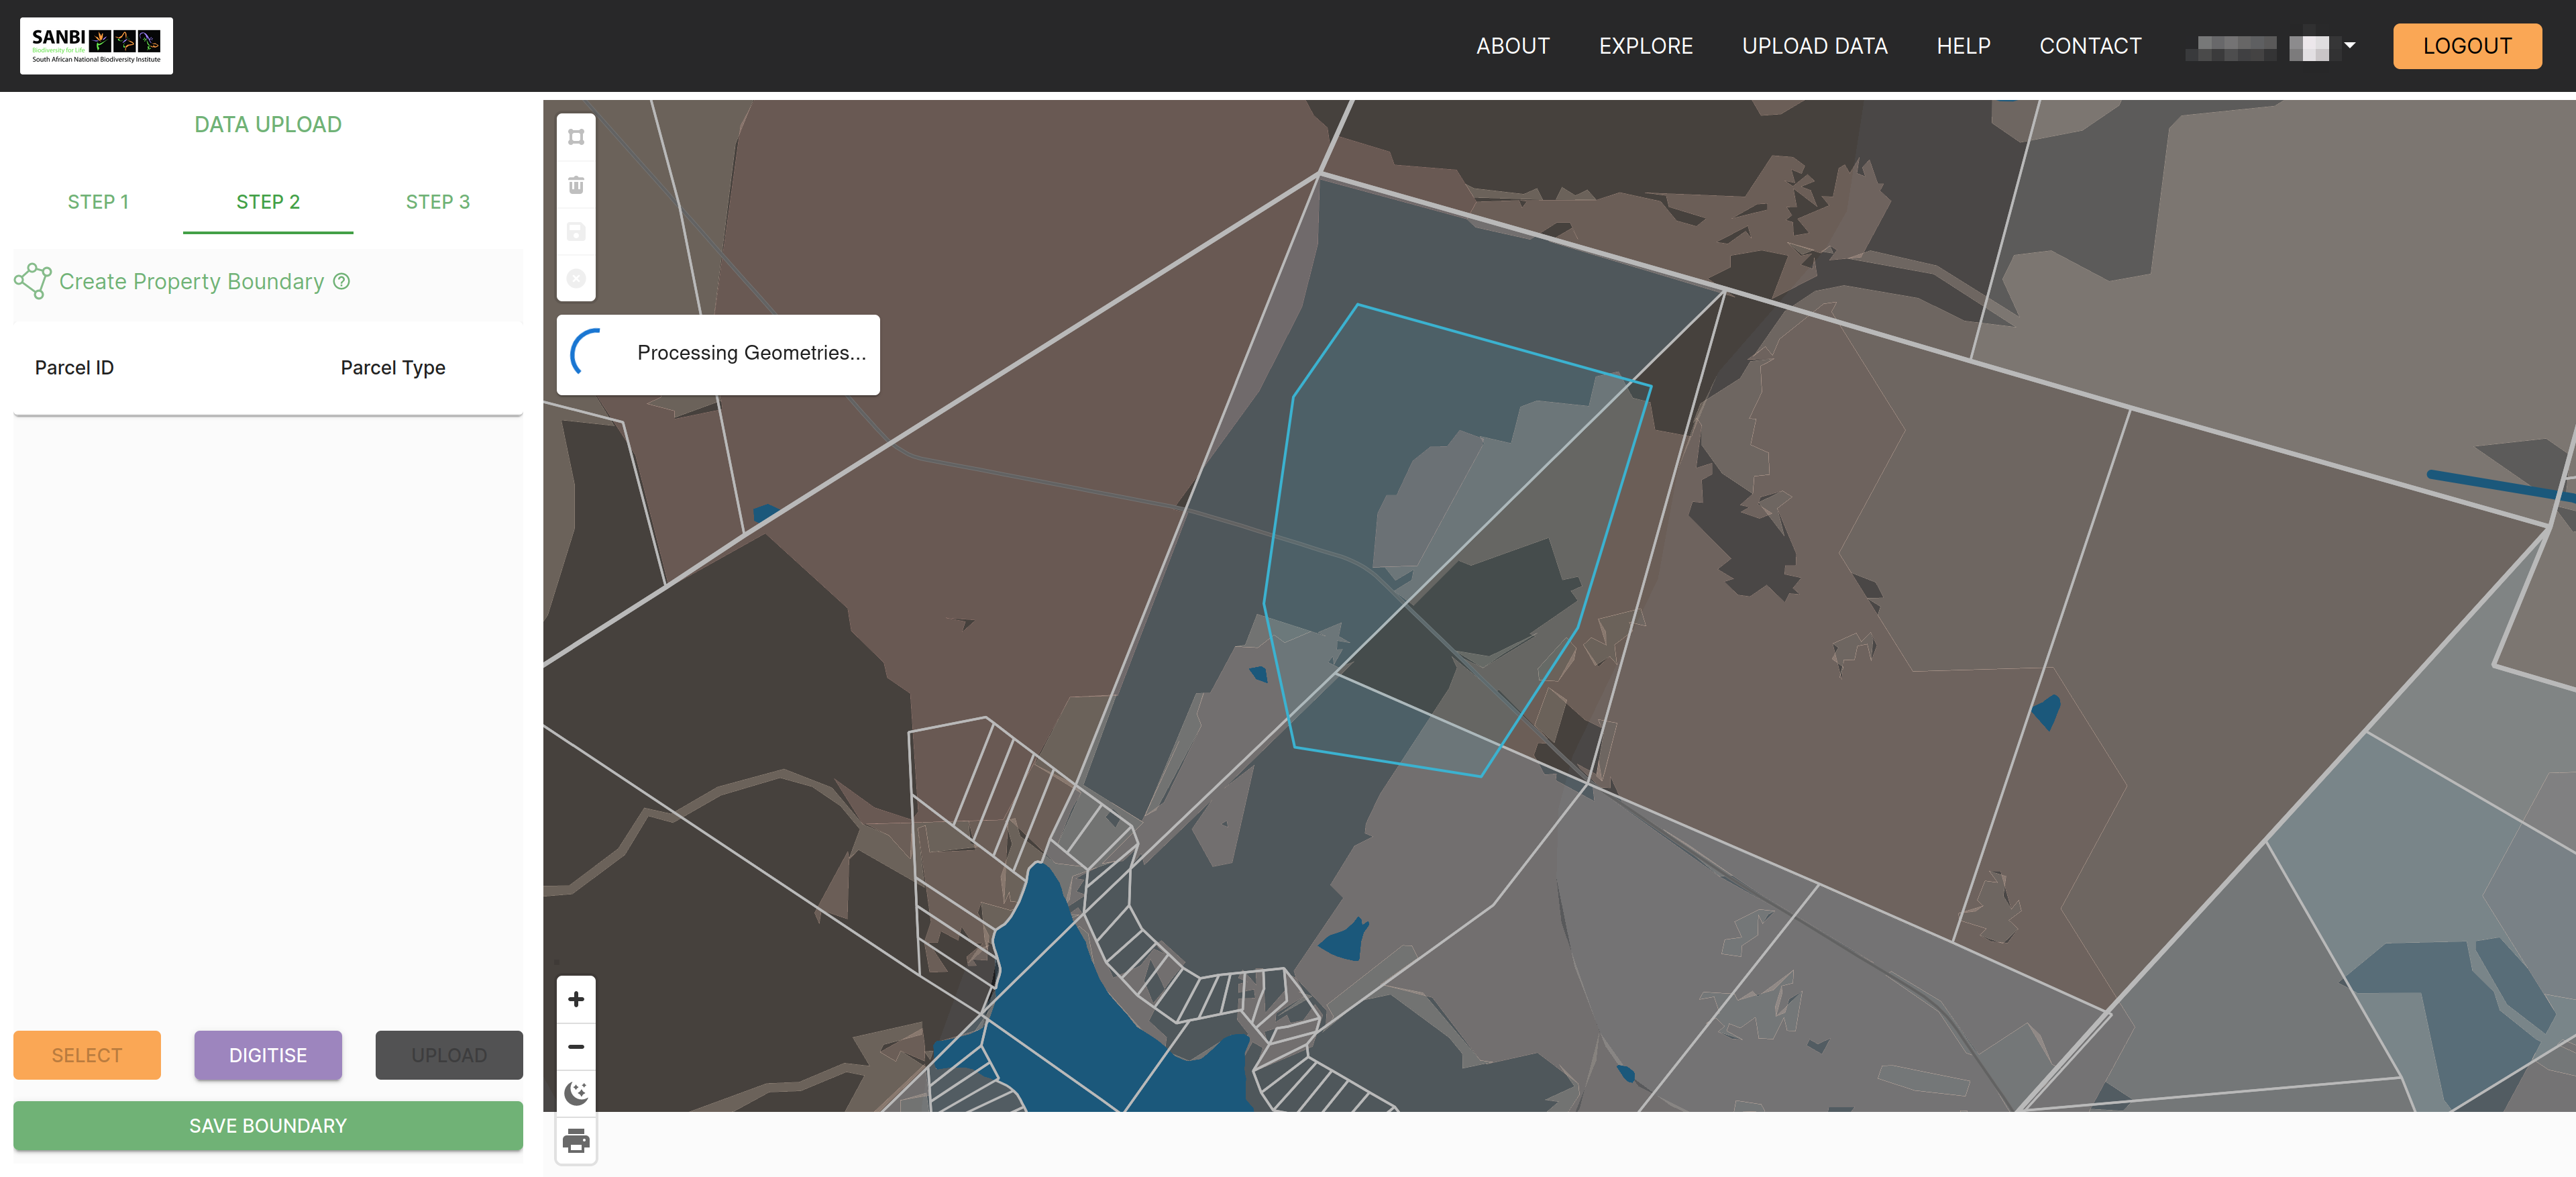 SANBI
Biodiversity for Life
South African National Biodiversity Institute
ABOUT
EXPLORE
UPLOAD DATA
HELP
CONTACT
LOGOUT
DATA UPLOAD
STEP 1
STEP 2
STEP 3
Create Property Boundary
Parcel ID
Parcel Type
Processing Geometries...
SELECT
DIGITISE
UPLOAD
SAVE BOUNDARY